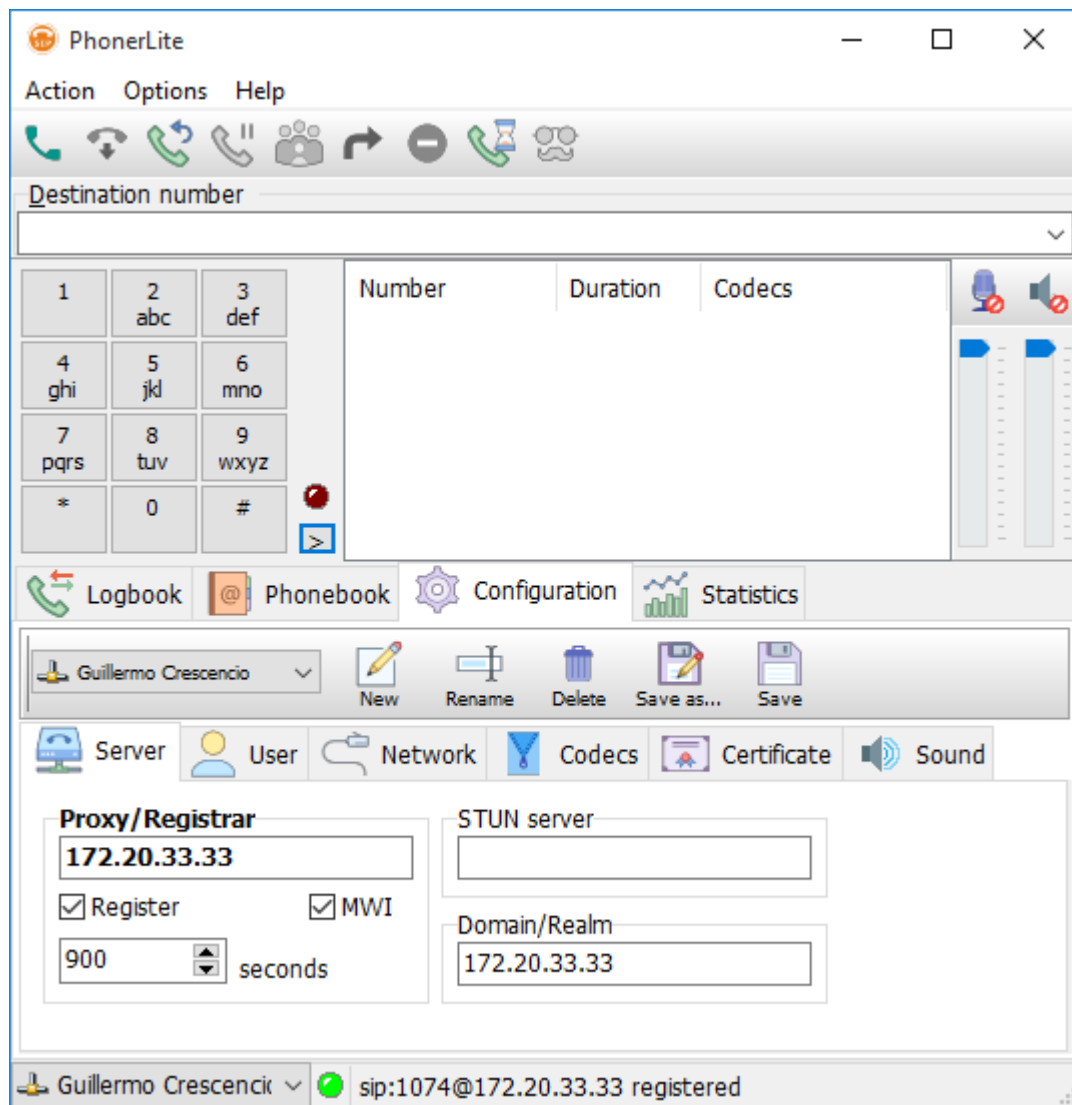 PhonerLite
Action Options Help
Destination number
1 2 abc 3 def
4 ghi 5 jkl 6 mno
7 pqrs 8 tuv 9 wxyz
* 0 #
>
Number Duration Codecs
Logbook Phonebook Configuration Statistics
Guillermo Crescencio New Rename Delete Save as... Save
Server User Network Codecs Certificate Sound
Proxy/Registrar
172.20.33.33
Register MWI
900 seconds
STUN server
Domain/Realm
172.20.33.33
Guillermo Crescencic sip:1074@172.20.33.33 registered